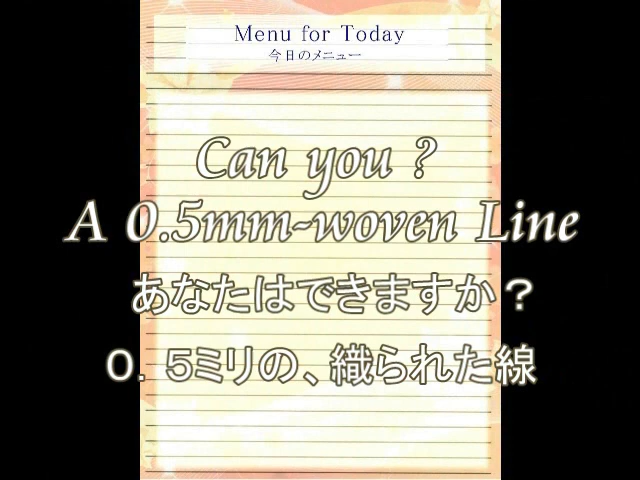 Menu for Today
今日のメニュー
Can you ?
A 0.5mm-woven Line
あなたはできますか？
０．５ミリの、織られた線